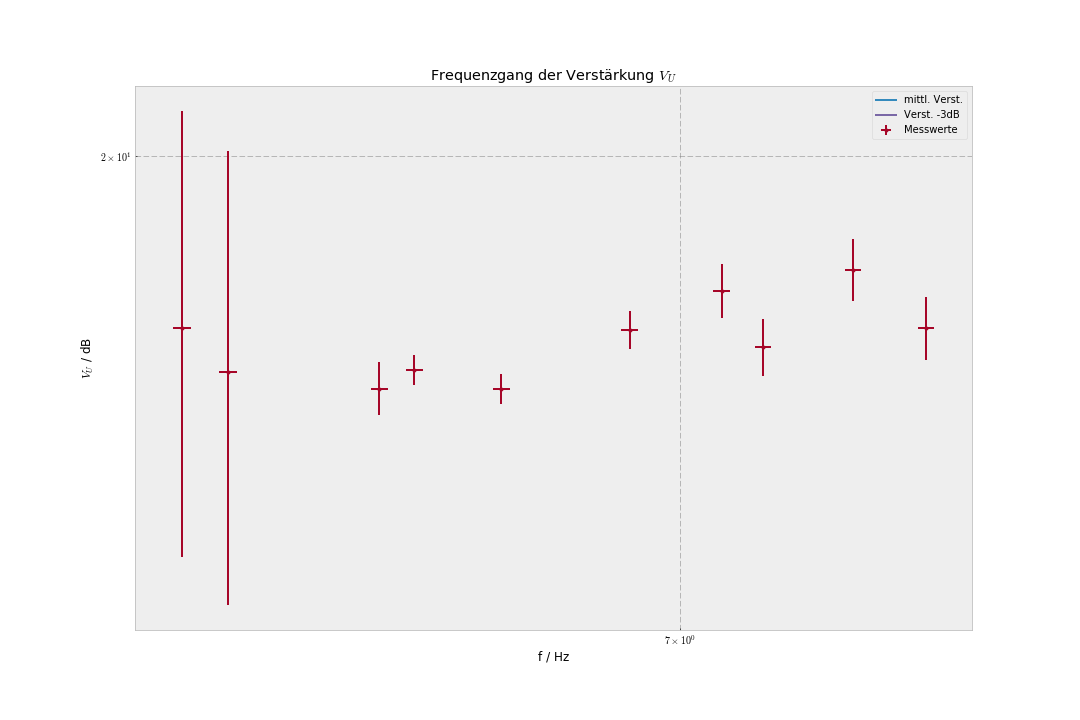 Frequenzgang der Verstärkung $V_U$
mittl. Verst.
Verst. -3dB
Messwerte
2 × 10¹
$V_U$ / dB
7 × 10⁰
f / Hz